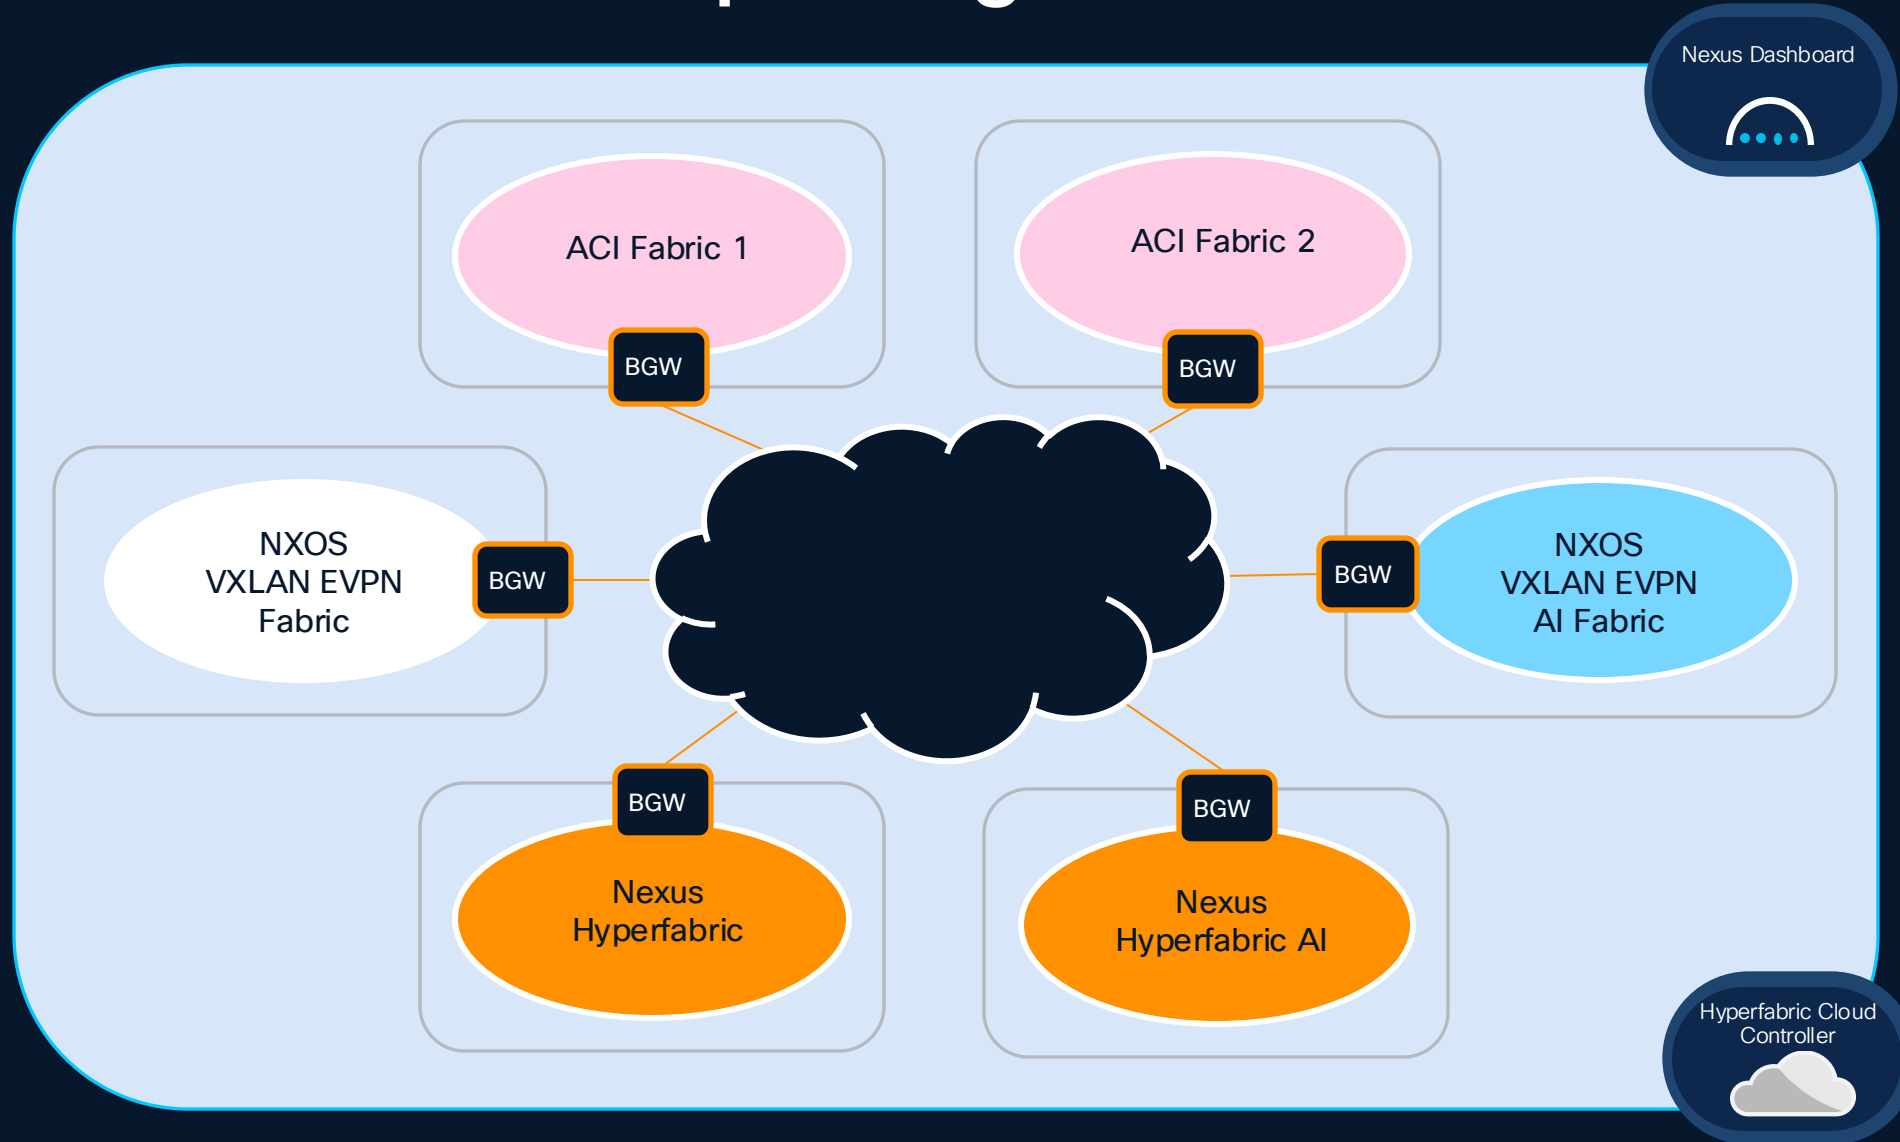 Nexus Dashboard
ACI Fabric 1
ACI Fabric 2
BGW
BGW
NXOS
VXLAN EVPN
Fabric
BGW
BGW
NXOS
VXLAN EVPN
AI Fabric
BGW
Nexus
Hyperfabric
BGW
Nexus
Hyperfabric AI
Hyperfabric Cloud
Controller